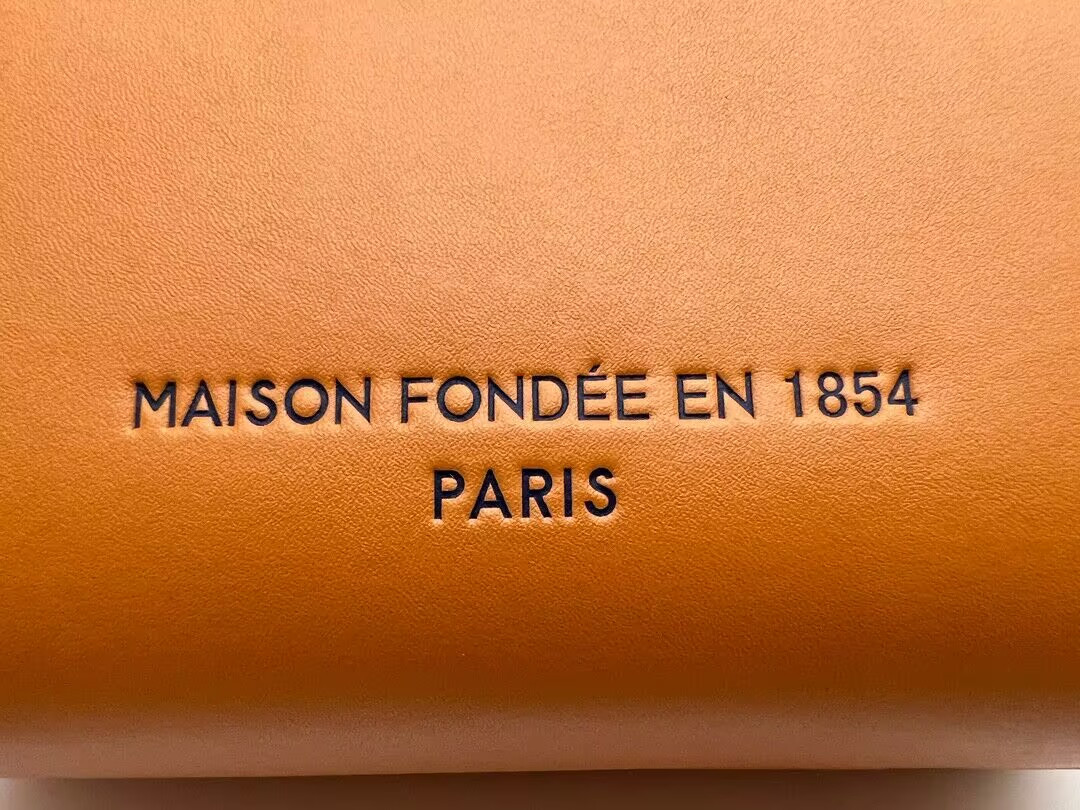 MAISON FONDÉE EN 1854
PARIS